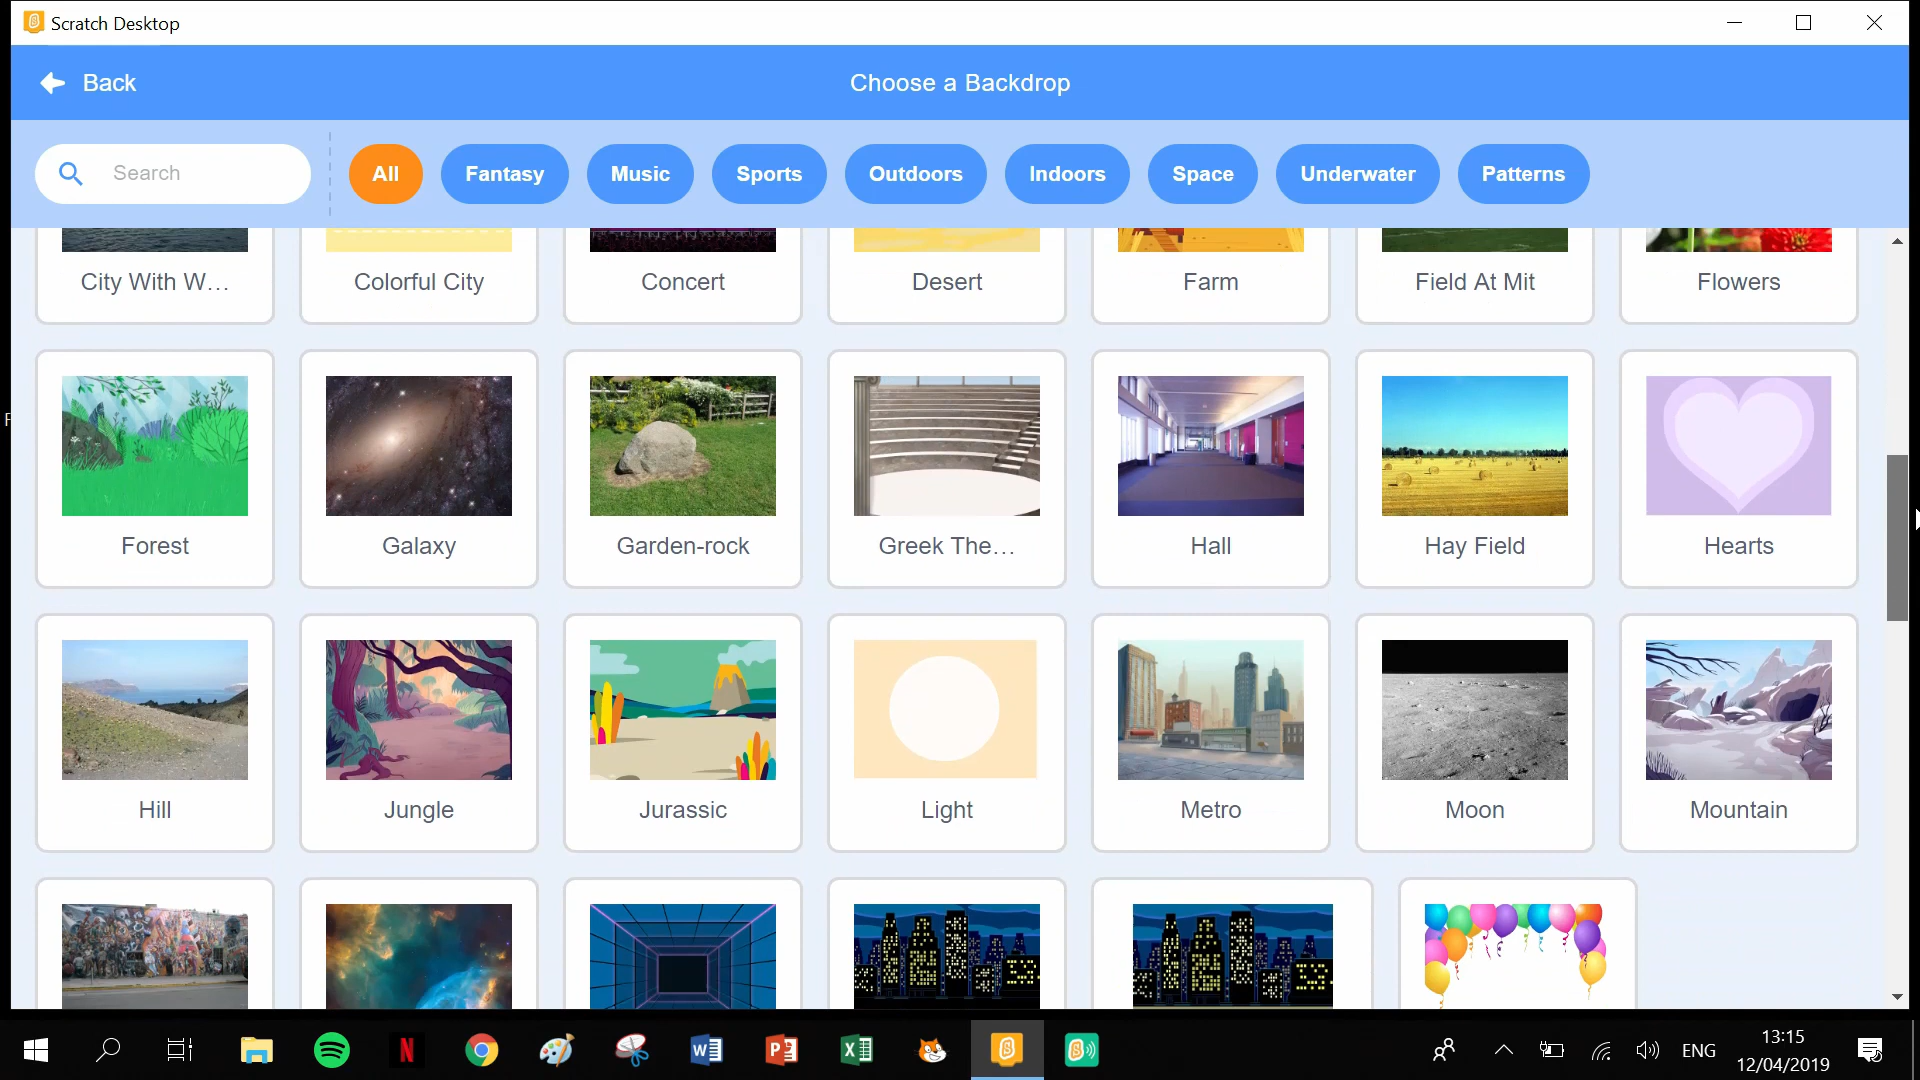 Scratch Desktop
Back
Choose a Backdrop
Search
All
Fantasy
Music
Sports
Outdoors
Indoors
Space
Underwater
Patterns
City With W...
Colorful City
Concert
Desert
Farm
Field At Mit
Flowers
F
Forest
Galaxy
Garden-rock
Greek The...
Hall
Hay Field
Hearts
Hill
Jungle
Jurassic
Light
Metro
Moon
Mountain
ENG
13:15
12/04/2019